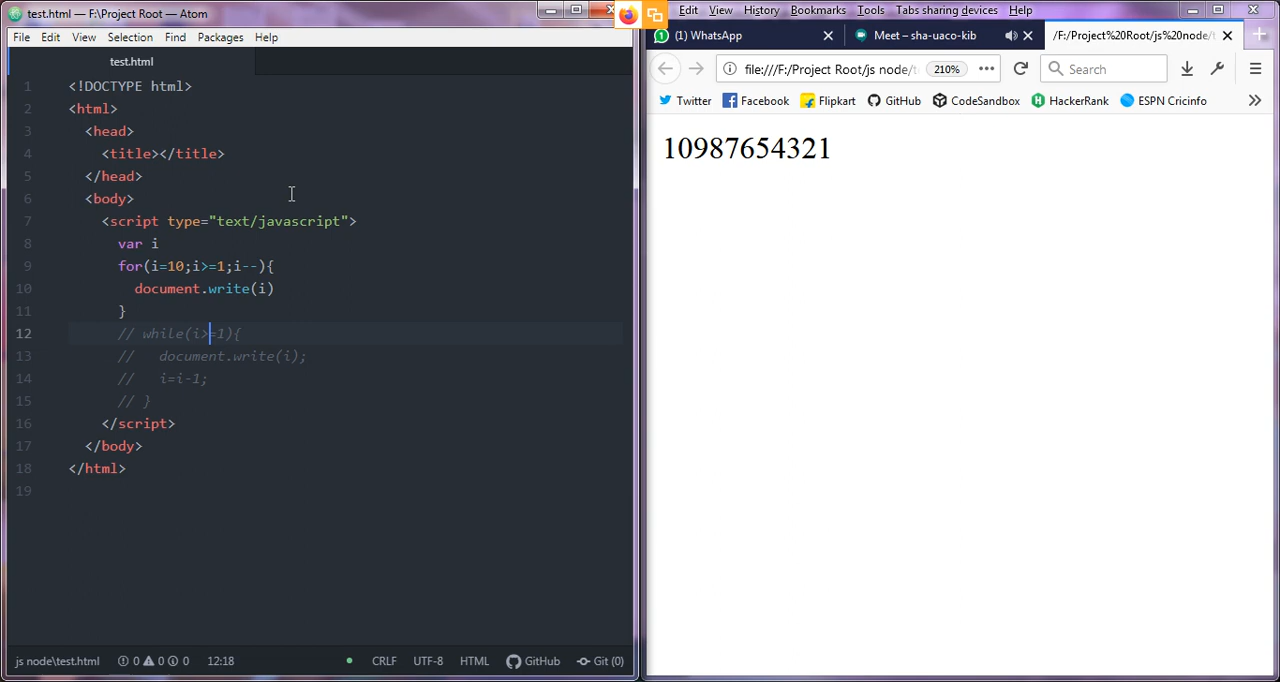 test.html — F:\Project Root — Atom
File Edit View Selection Find Packages Help
test.html
1 <!DOCTYPE html>
2 <html>
3 <head>
4 <title></title>
5 </head>
6 <body>
7 <script type="text/javascript">
8 var i
9 for(i=10;i>=1;i--){
10 document.write(i)
11 }
12 // while(i>=1){
13 // document.write(i);
14 // i=i-1;
15 // }
16 </script>
17 </body>
18 </html>
19
js node\test.html 0 0 0 12:18 CRLF UTF-8 HTML GitHub Git (0)
Edit View History Bookmarks Tools Tabs sharing devices Help
(1) WhatsApp Meet – sha-uaco-kib /F:/Project%20Root/js%20node/
file:///F:/Project Root/js node/ 210% Search
Twitter Facebook Flipkart GitHub CodeSandbox HackerRank ESPN Cricinfo
10987654321